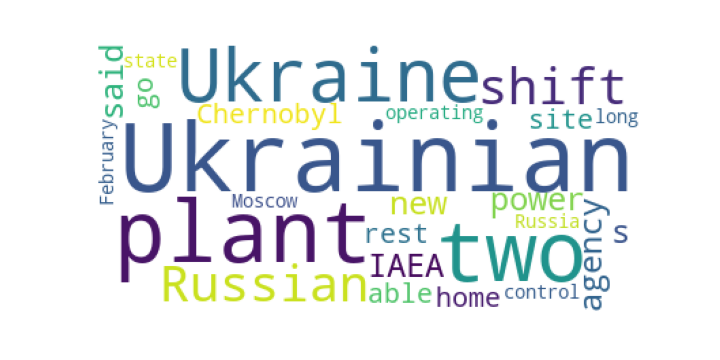 state
Ukraine
shift
said
go
Chernobyl
operating
site
long
February
Ukrainian
Moscow
new
power
Russia
plant
rest
two
agency
s
Russian
IAEA
able
home
control